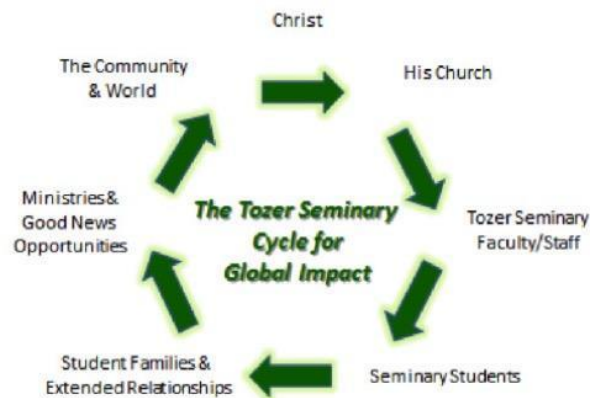 Christ
His Church
Tozer Seminary
Faculty/Staff
Seminary Students
Student Families &
Extended Relationships
Ministries &
Good News
Opportunities
The Community
& World
The Tozer Seminary
Cycle for
Global Impact